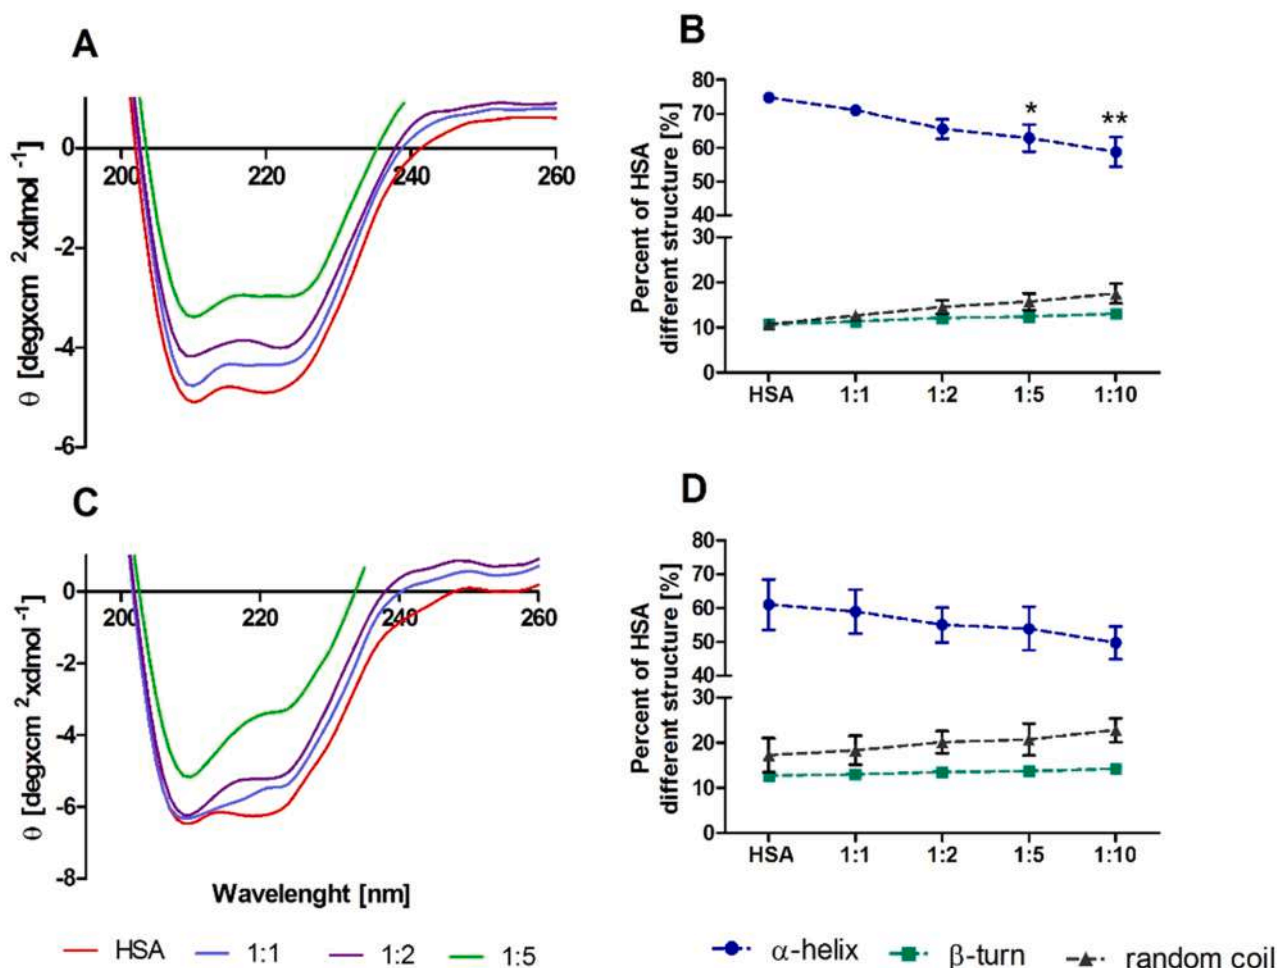 A
0
200
220
240
260
-2
-4
-6
θ [degxcm ²xdmol ⁻¹]
B
80
70
60
50
40
30
20
10
0
Percent of HSA
different structure [%]
*
**
HSA
1:1
1:2
1:5
1:10
C
0
200
220
240
260
-2
-4
-6
-8
θ [degxcm ²xdmol ⁻¹]
Wavelenght [nm]
D
80
70
60
50
40
30
20
10
0
Percent of HSA
different structure [%]
HSA
1:1
1:2
1:5
1:10
HSA
1:1
1:2
1:5
α-helix
β-turn
random coil